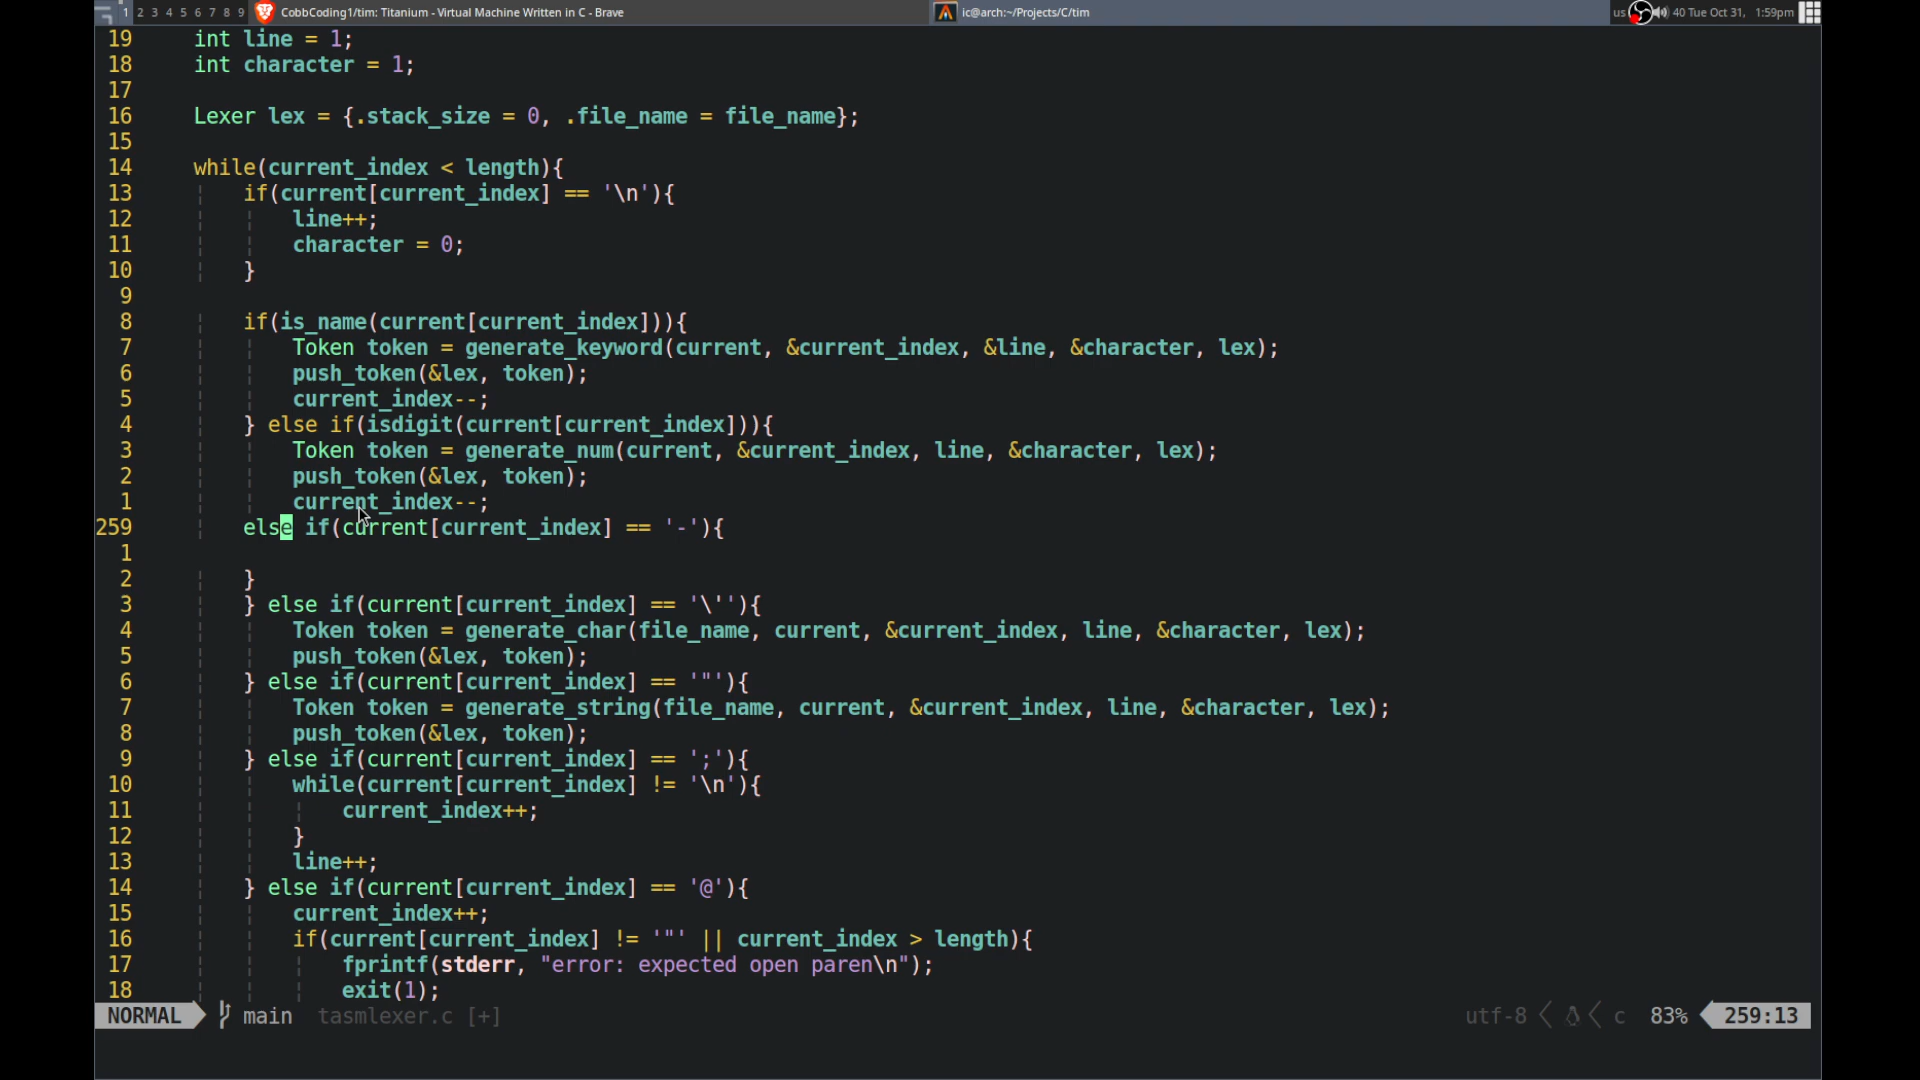 1 2 3 4 5 6 7 8 9 CobbCoding1/tim: Titanium - Virtual Machine Written in C - Brave ic@arch:~/Projects/C/tim us 40 Tue Oct 31, 1:59pm
19 int line = 1;
18 int character = 1;
17
16 Lexer lex = {.stack_size = 0, .file_name = file_name};
15
14 while(current_index < length){
13 if(current[current_index] == '\n'){
12 line++;
11 character = 0;
10 }
9
8 if(is_name(current[current_index])){
7 Token token = generate_keyword(current, &current_index, &line, &character, lex);
6 push_token(&lex, token);
5 current_index--;
4 } else if(isdigit(current[current_index])){
3 Token token = generate_num(current, &current_index, line, &character, lex);
2 push_token(&lex, token);
1 current_index--;
259 else if(current[current_index] == '-'){
1
2 }
3 } else if(current[current_index] == '\''){
4 Token token = generate_char(file_name, current, &current_index, line, &character, lex);
5 push_token(&lex, token);
6 } else if(current[current_index] == '"'){
7 Token token = generate_string(file_name, current, &current_index, line, &character, lex);
8 push_token(&lex, token);
9 } else if(current[current_index] == ';'){
10 while(current[current_index] != '\n'){
11 current_index++;
12 }
13 line++;
14 } else if(current[current_index] == '@'){
15 current_index++;
16 if(current[current_index] != '"' || current_index > length){
17 fprintf(stderr, "error: expected open paren\n");
18 exit(1);
NORMAL main tasmlexer.c [+] utf-8 c 83% 259:13